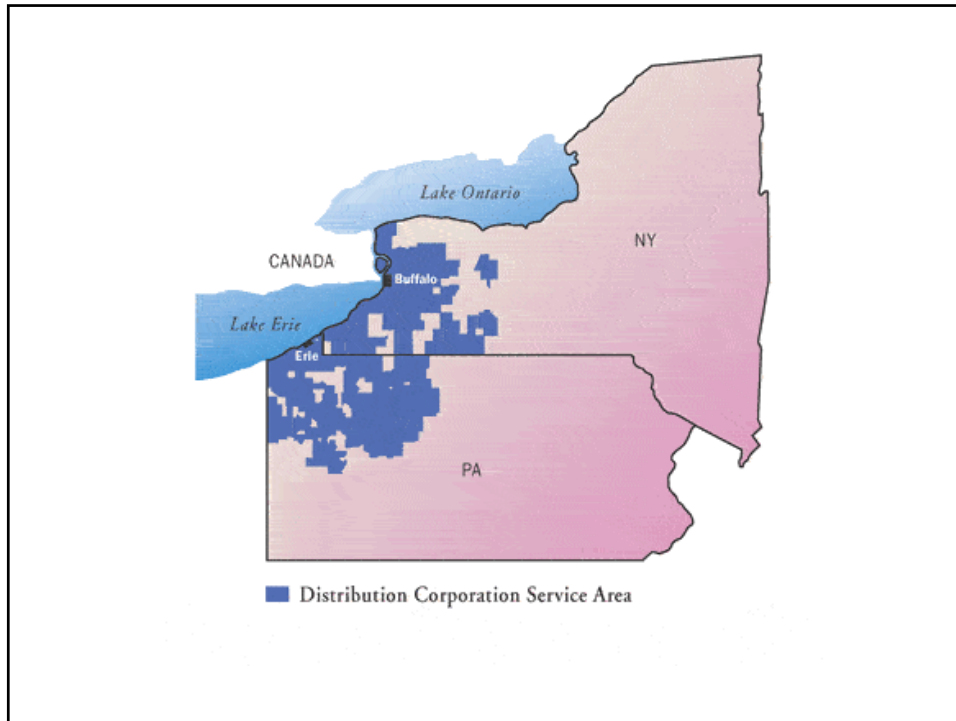 Lake Ontario
NY
CANADA
Buffalo
Lake Erie
Erie
PA
Distribution Corporation Service Area